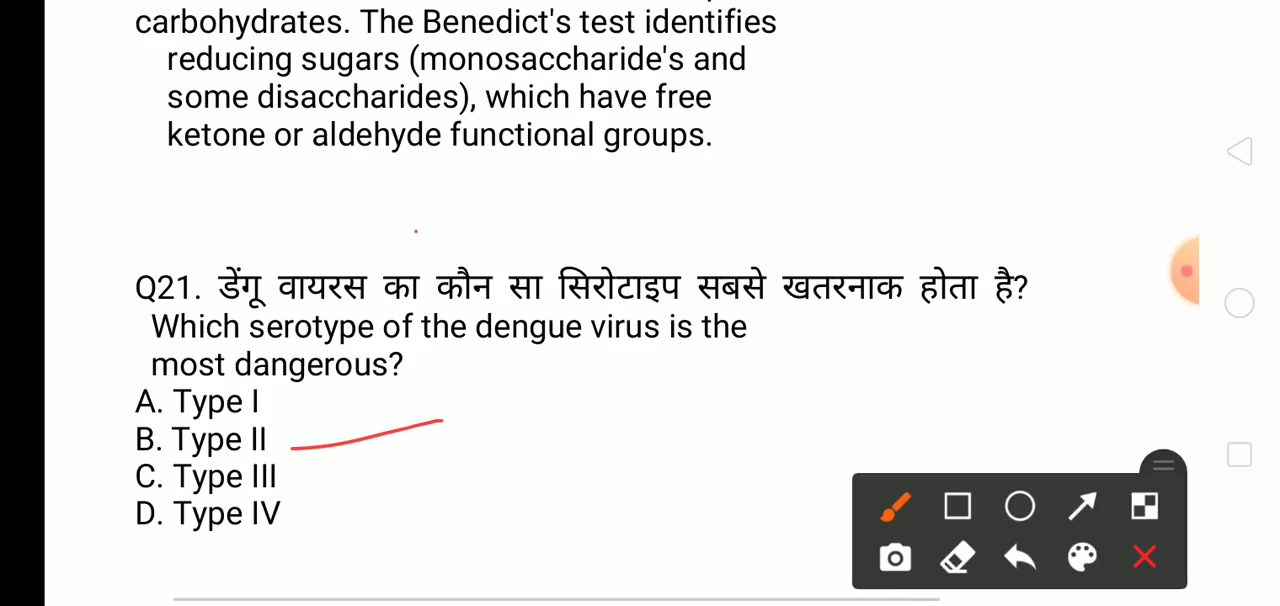 carbohydrates. The Benedict's test identifies
reducing sugars (monosaccharide's and
some disaccharides), which have free
ketone or aldehyde functional groups.
Q21. डेंगू वायरस का कौन सा सिरोटाइप सबसे खतरनाक होता है?
Which serotype of the dengue virus is the
most dangerous?
A. Type I
B. Type II
C. Type III
D. Type IV